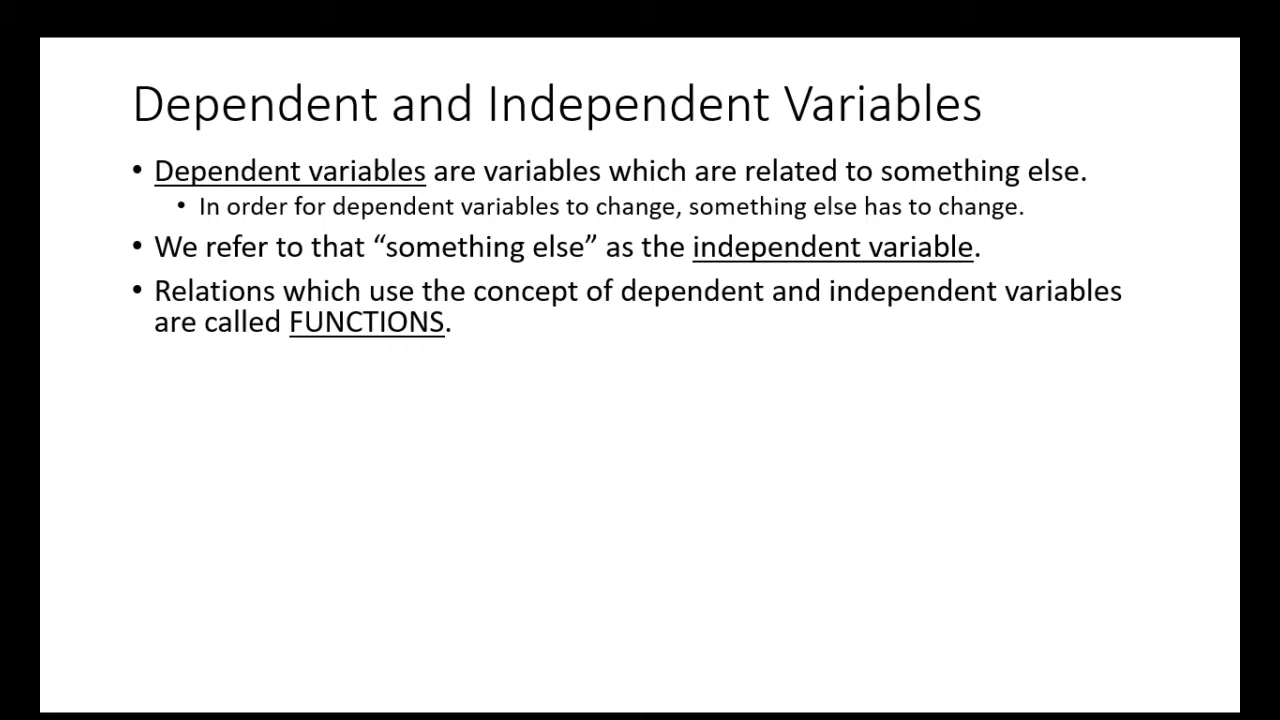 Dependent and Independent Variables
• Dependent variables are variables which are related to something else.
• In order for dependent variables to change, something else has to change.
• We refer to that “something else” as the independent variable.
• Relations which use the concept of dependent and independent variables
are called FUNCTIONS.